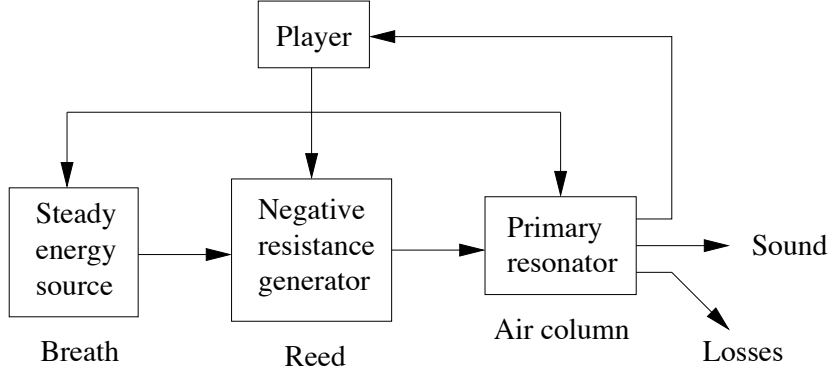 Player
Steady
energy
source
Negative
resistance
generator
Primary
resonator
Sound
Breath
Reed
Air column
Losses